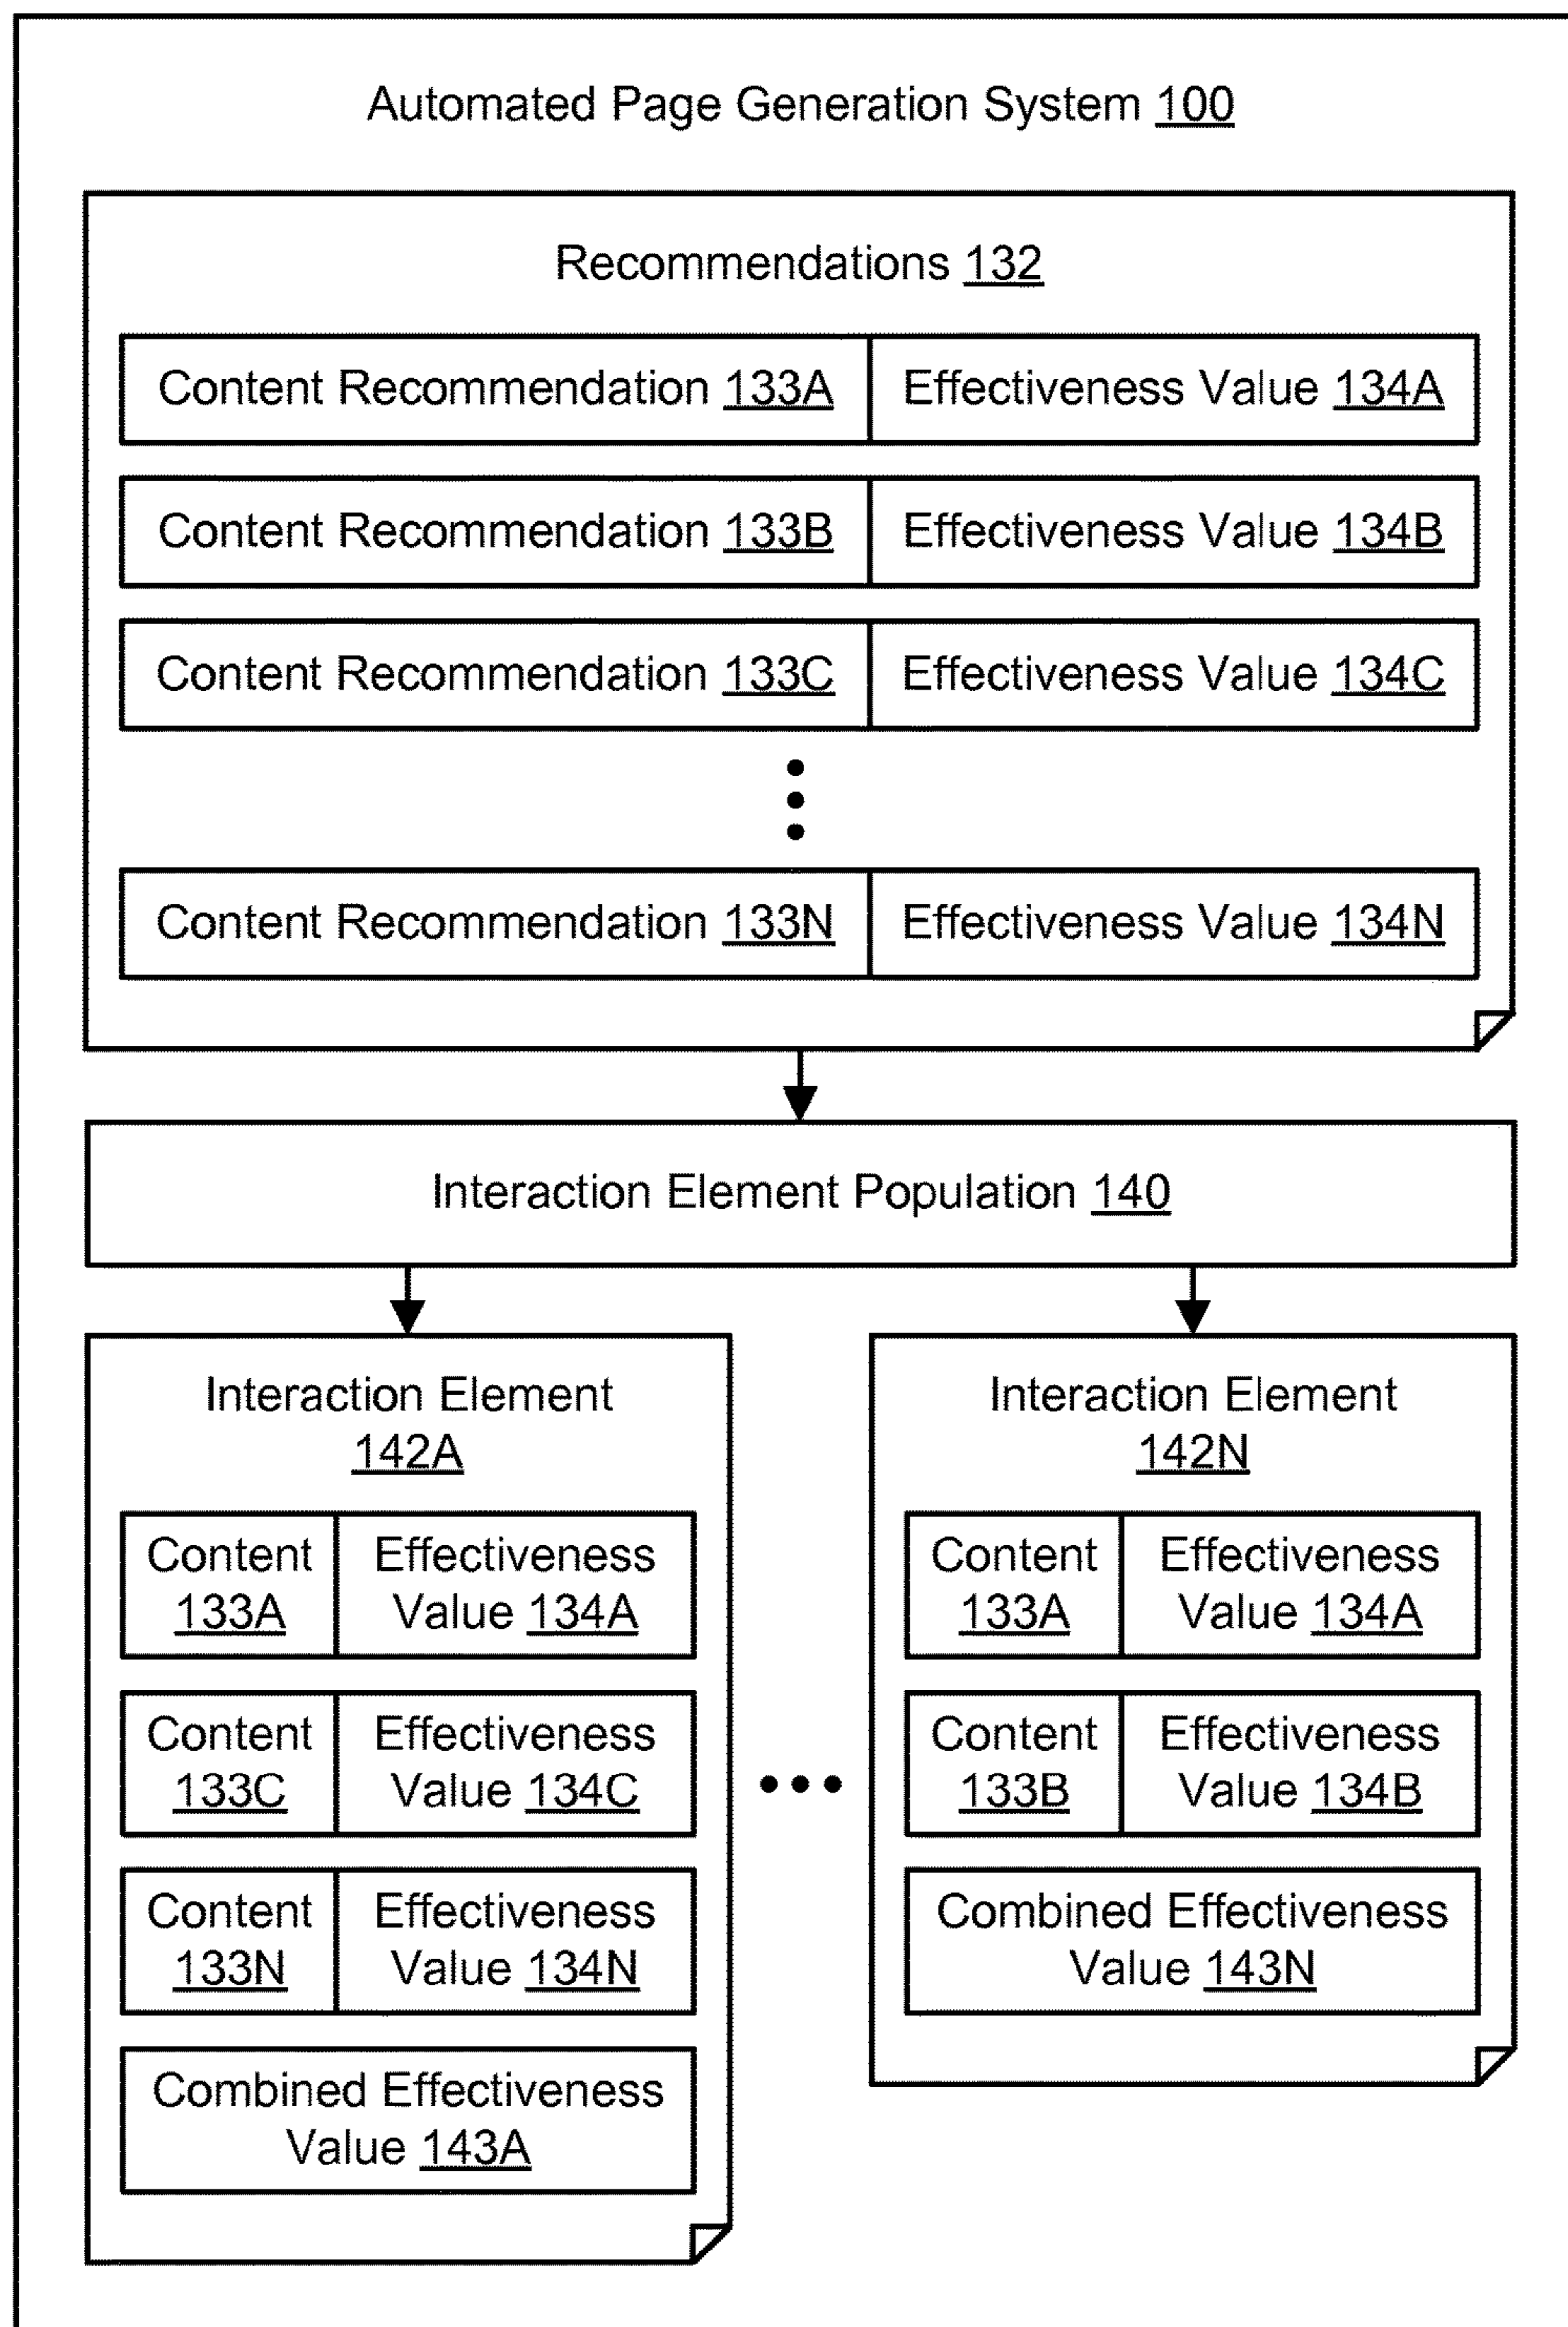 Automated Page Generation System 100
Recommendations 132
Content Recommendation 133A Effectiveness Value 134A
Content Recommendation 133B Effectiveness Value 134B
Content Recommendation 133C Effectiveness Value 134C
Content Recommendation 133N Effectiveness Value 134N
Interaction Element Population 140
Interaction Element
142A
Content
133A
Effectiveness
Value 134A
Content
133C
Effectiveness
Value 134C
Content
133N
Effectiveness
Value 134N
Combined Effectiveness
Value 143A
Interaction Element
142N
Content
133A
Effectiveness
Value 134A
Content
133B
Effectiveness
Value 134B
Combined Effectiveness
Value 143N